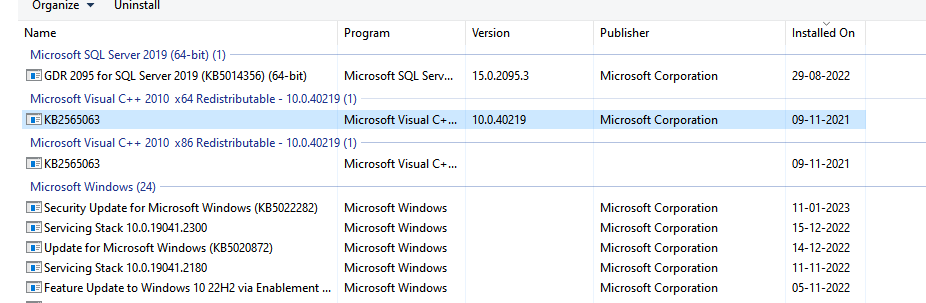 Organize Uninstall
Name Program Version Publisher Installed On
Microsoft SQL Server 2019 (64-bit) (1)
GDR 2095 for SQL Server 2019 (KB5014356) (64-bit) Microsoft SQL Serv... 15.0.2095.3 Microsoft Corporation 29-08-2022
Microsoft Visual C++ 2010 x64 Redistributable - 10.0.40219 (1)
KB2565063 Microsoft Visual C+... 10.0.40219 Microsoft Corporation 09-11-2021
Microsoft Visual C++ 2010 x86 Redistributable - 10.0.40219 (1)
KB2565063 Microsoft Visual C+... 09-11-2021
Microsoft Windows (24)
Security Update for Microsoft Windows (KB5022282) Microsoft Windows Microsoft Corporation 11-01-2023
Servicing Stack 10.0.19041.2300 Microsoft Windows Microsoft Corporation 15-12-2022
Update for Microsoft Windows (KB5020872) Microsoft Windows Microsoft Corporation 14-12-2022
Servicing Stack 10.0.19041.2180 Microsoft Windows Microsoft Corporation 11-11-2022
Feature Update to Windows 10 22H2 via Enablement ... Microsoft Windows Microsoft Corporation 05-11-2022